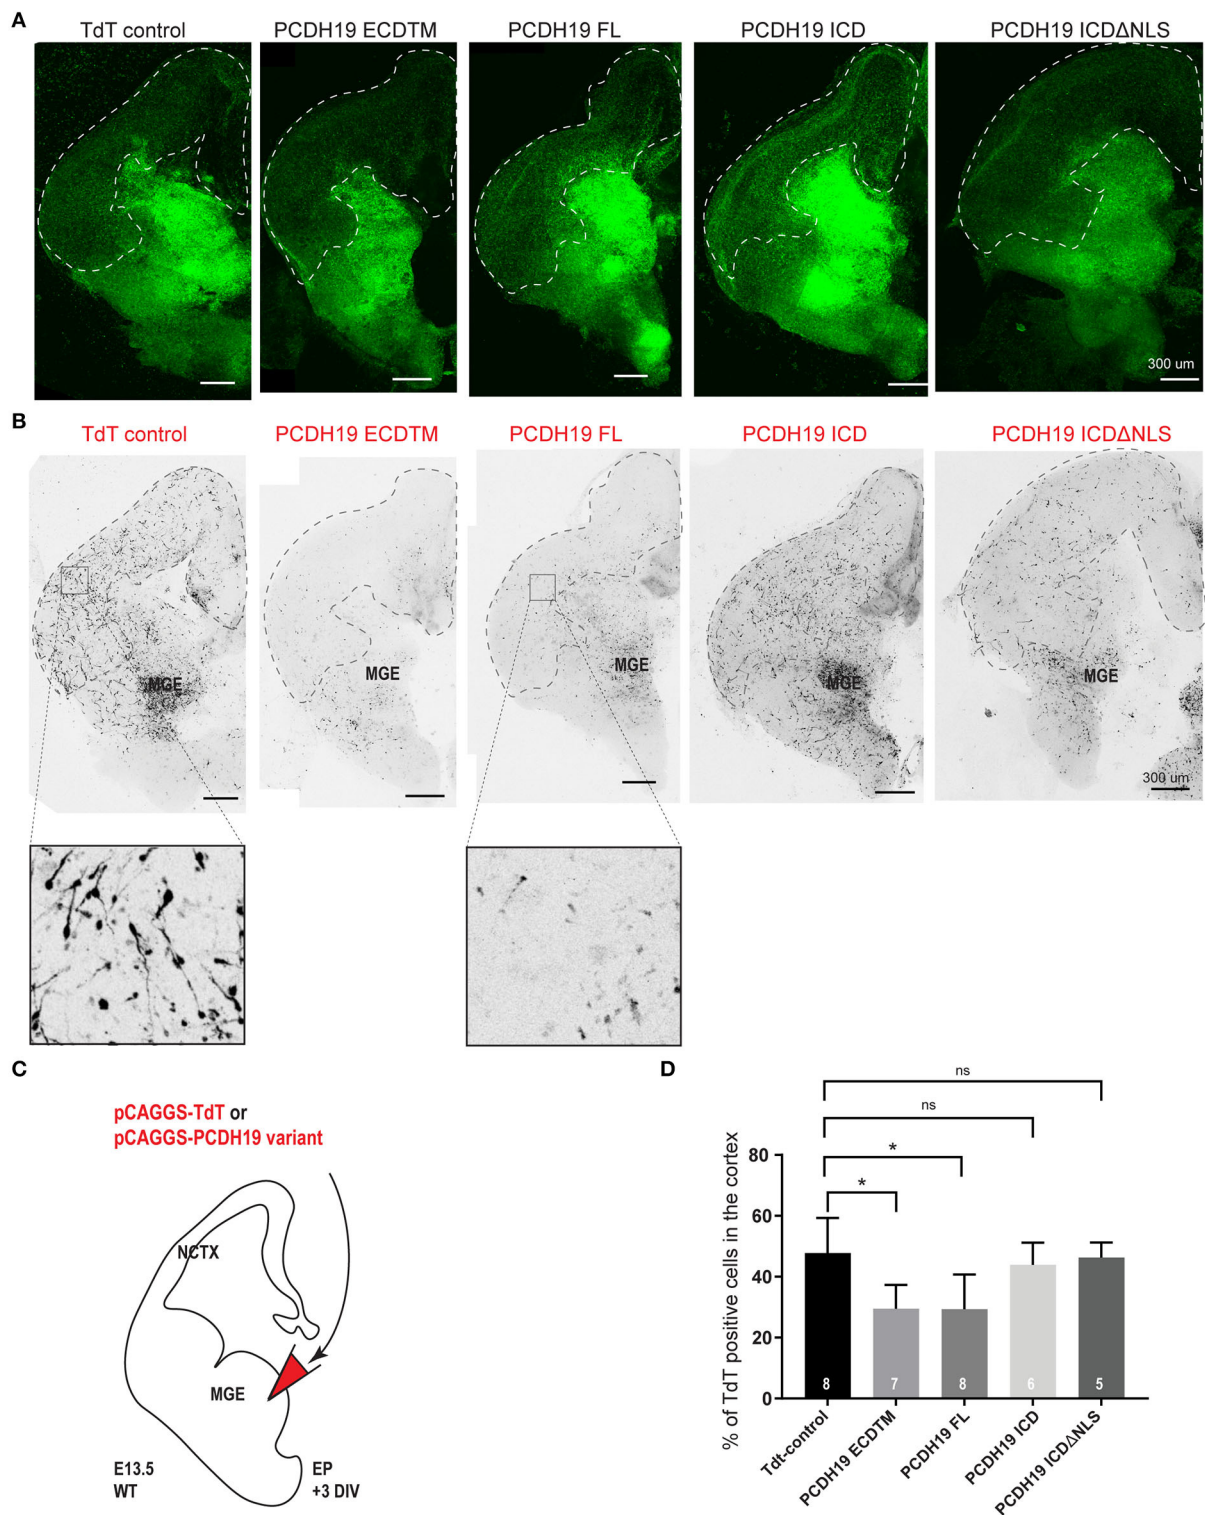 A
TdT control
PCDH19 ECDTM
PCDH19 FL
PCDH19 ICD
PCDH19 ICDΔNLS
300 um
B
TdT control
PCDH19 ECDTM
PCDH19 FL
PCDH19 ICD
PCDH19 ICDΔNLS
MGE
MGE
MGE
MGE
MGE
300 um
C
pCAGGS-TdT or
pCAGGS-PCDH19 variant
NCTX
MGE
E13.5
WT
EP
+3 DIV
D
ns
ns
*
*
% of TdT positive cells in the cortex
80
60
40
20
0
8
7
8
6
5
Tdt-control
PCDH19 ECDTM
PCDH19 FL
PCDH19 ICD
PCDH19 ICDΔNLS